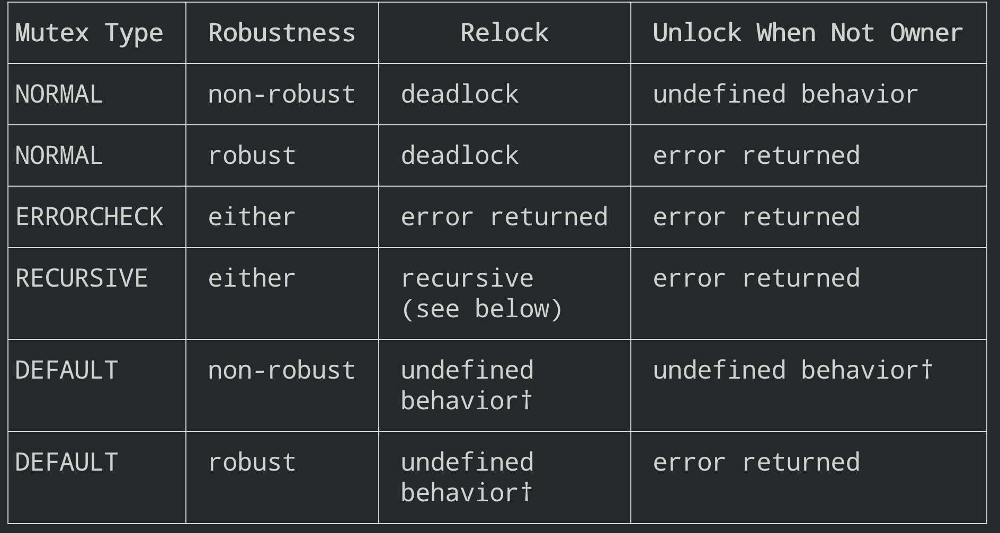 Mutex Type Robustness Relock Unlock When Not Owner
NORMAL non-robust deadlock undefined behavior
NORMAL robust deadlock error returned
ERRORCHECK either error returned error returned
RECURSIVE either recursive error returned
(see below)
DEFAULT non-robust undefined undefined behavior†
behavior†
DEFAULT robust undefined error returned
behavior†